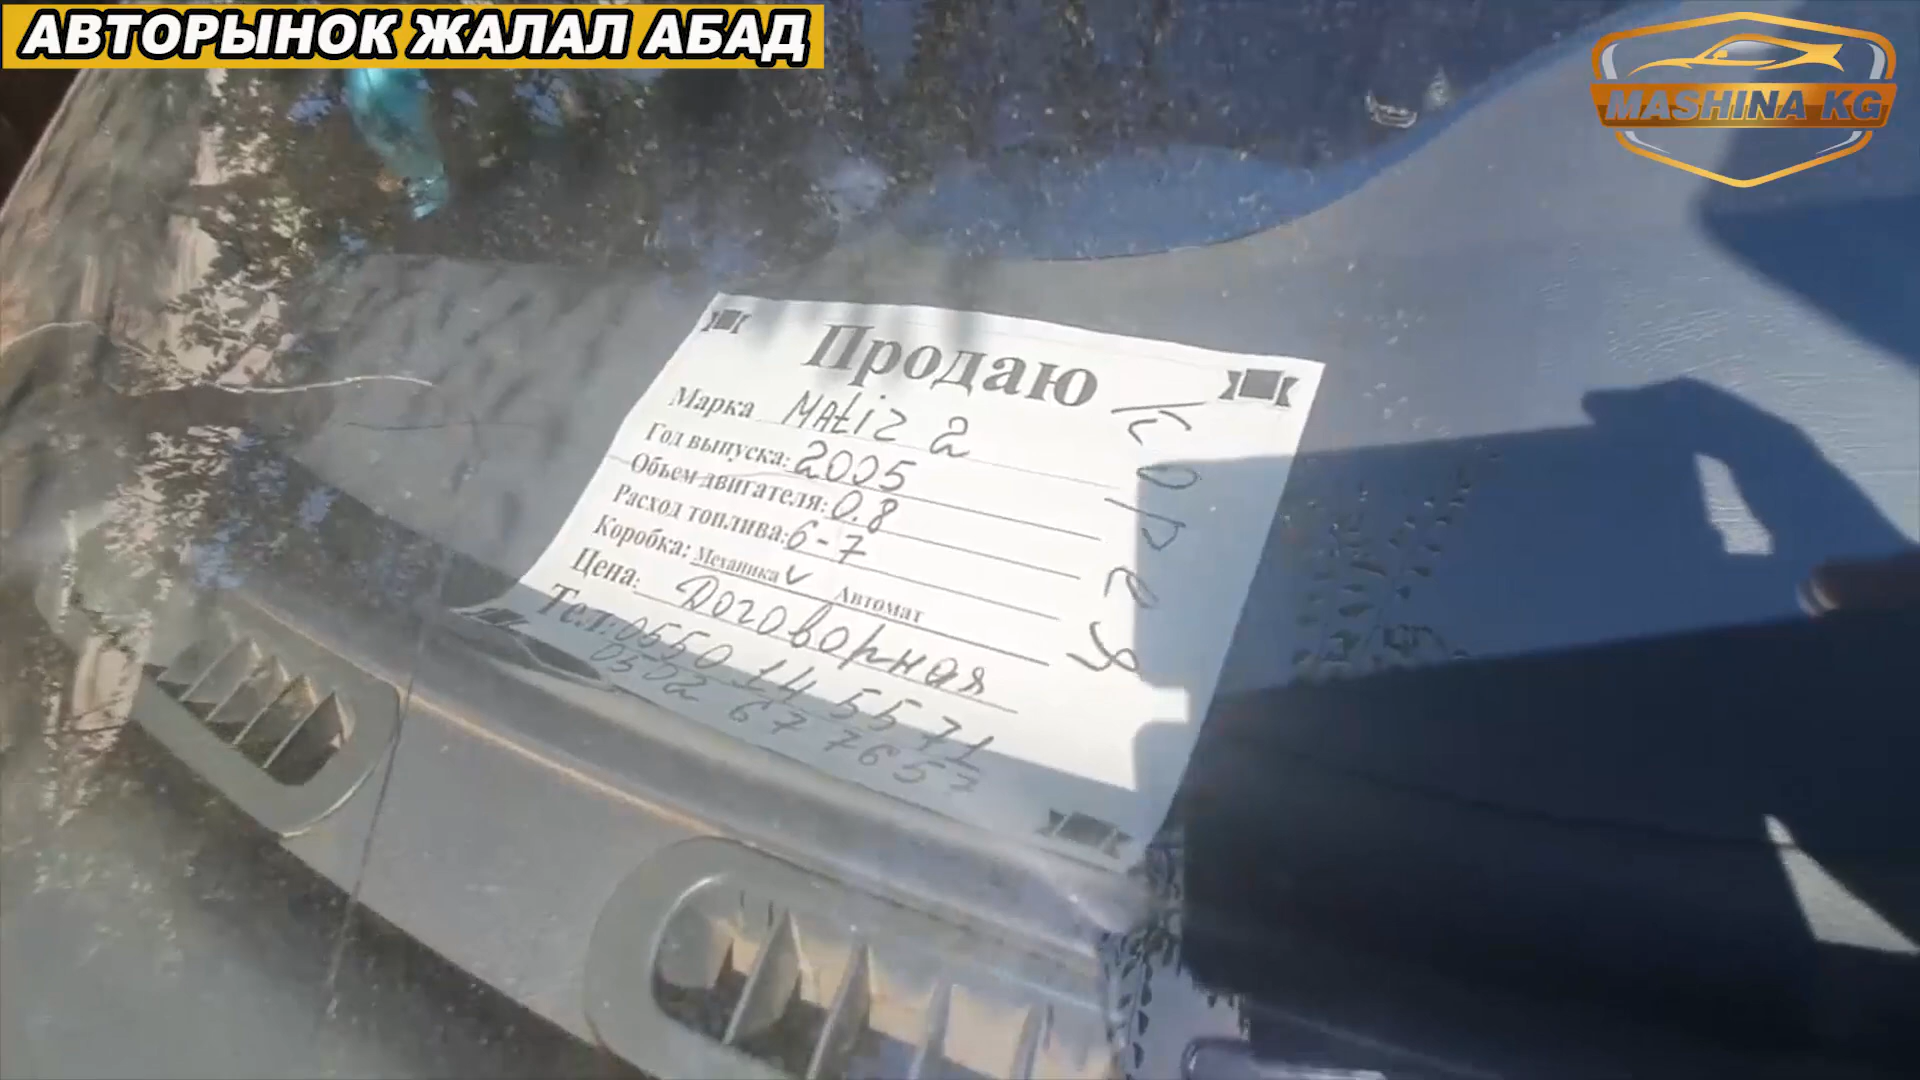 АВТОРЫНОК ЖАЛАЛ АБАД
MASHINA KG
Продаю
Марка MAtiz 2
Год выпуска: 2005
Объем двигателя: 0.8
Расход топлива: 6-7
Коробка: Механика ✓ Автомат
Цена: Договорная
Тел: 0550 14 55 71
0502 67 76 57